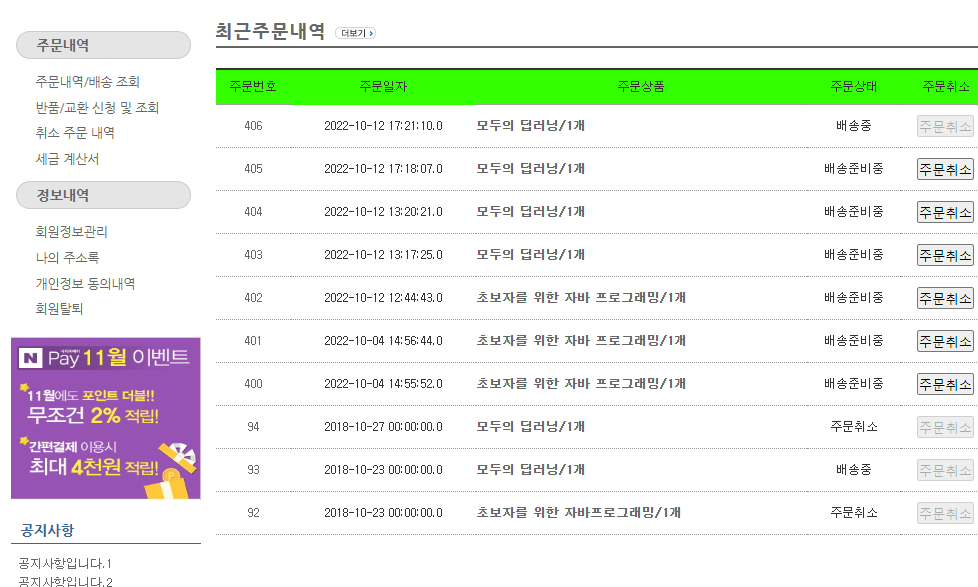 주문내역
주문내역/배송 조회
반품/교환 신청 및 조회
취소 주문 내역
세금 계산서
정보내역
회원정보관리
나의 주소록
개인정보 동의내역
회원탈퇴
N Pay 11월 이벤트
11월에도 포인트 더블!!
무조건 2% 적립!
간편결제 이용시
최대 4천원 적립!
공지사항
공지사항입니다.1
공지사항입니다.2
최근주문내역 더보기 >
주문번호 주문일자 주문상품 주문상태 주문취소
406 2022-10-12 17:21:10.0 모두의 딥러닝/1개 배송중 주문취소
405 2022-10-12 17:18:07.0 모두의 딥러닝/1개 배송준비중 주문취소
404 2022-10-12 13:20:21.0 모두의 딥러닝/1개 배송준비중 주문취소
403 2022-10-12 13:17:25.0 모두의 딥러닝/1개 배송준비중 주문취소
402 2022-10-12 12:44:43.0 초보자를 위한 자바 프로그래밍/1개 배송준비중 주문취소
401 2022-10-04 14:56:44.0 초보자를 위한 자바 프로그래밍/1개 배송준비중 주문취소
400 2022-10-04 14:55:52.0 초보자를 위한 자바 프로그래밍/1개 배송준비중 주문취소
94 2018-10-27 00:00:00.0 모두의 딥러닝/1개 주문취소 주문취소
93 2018-10-23 00:00:00.0 모두의 딥러닝/1개 배송중 주문취소
92 2018-10-23 00:00:00.0 초보자를 위한 자바프로그래밍/1개 주문취소 주문취소